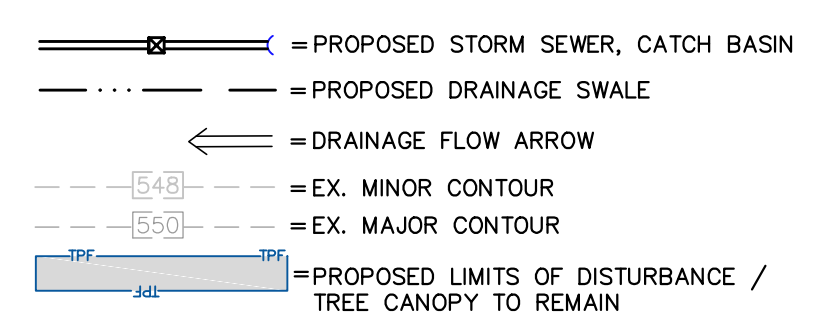 = PROPOSED STORM SEWER, CATCH BASIN
= PROPOSED DRAINAGE SWALE
= DRAINAGE FLOW ARROW
548 = EX. MINOR CONTOUR
550 = EX. MAJOR CONTOUR
TPF TPF
= PROPOSED LIMITS OF DISTURBANCE /
TPF
TREE CANOPY TO REMAIN